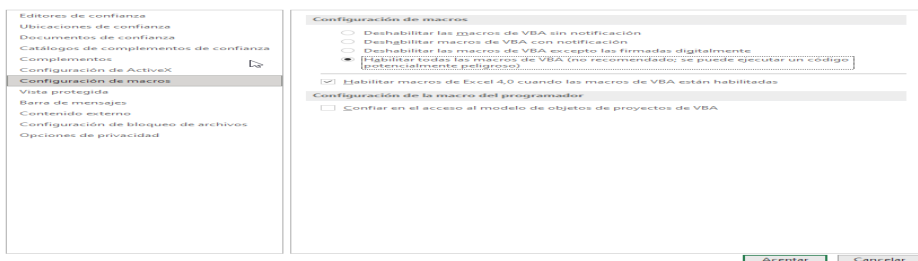 Editores de confianza
Ubicaciones de confianza
Documentos de confianza
Catálogos de complementos de confianza
Complementos
Configuración de ActiveX
Configuración de macros
Vista protegida
Barra de mensajes
Contenido externo
Configuración de bloqueo de archivos
Opciones de privacidad
Configuración de macros
Deshabilitar las macros de VBA sin notificación
Deshabilitar macros de VBA con notificación
Deshabilitar las macros de VBA excepto las firmadas digitalmente
Habilitar todas las macros de VBA (no recomendado; se puede ejecutar un código
potencialmente peligroso)
Habilitar macros de Excel 4,0 cuando las macros de VBA están habilitadas
Configuración de la macro del programador
Confiar en el acceso al modelo de objetos de proyectos de VBA
Aceptar
Cancelar